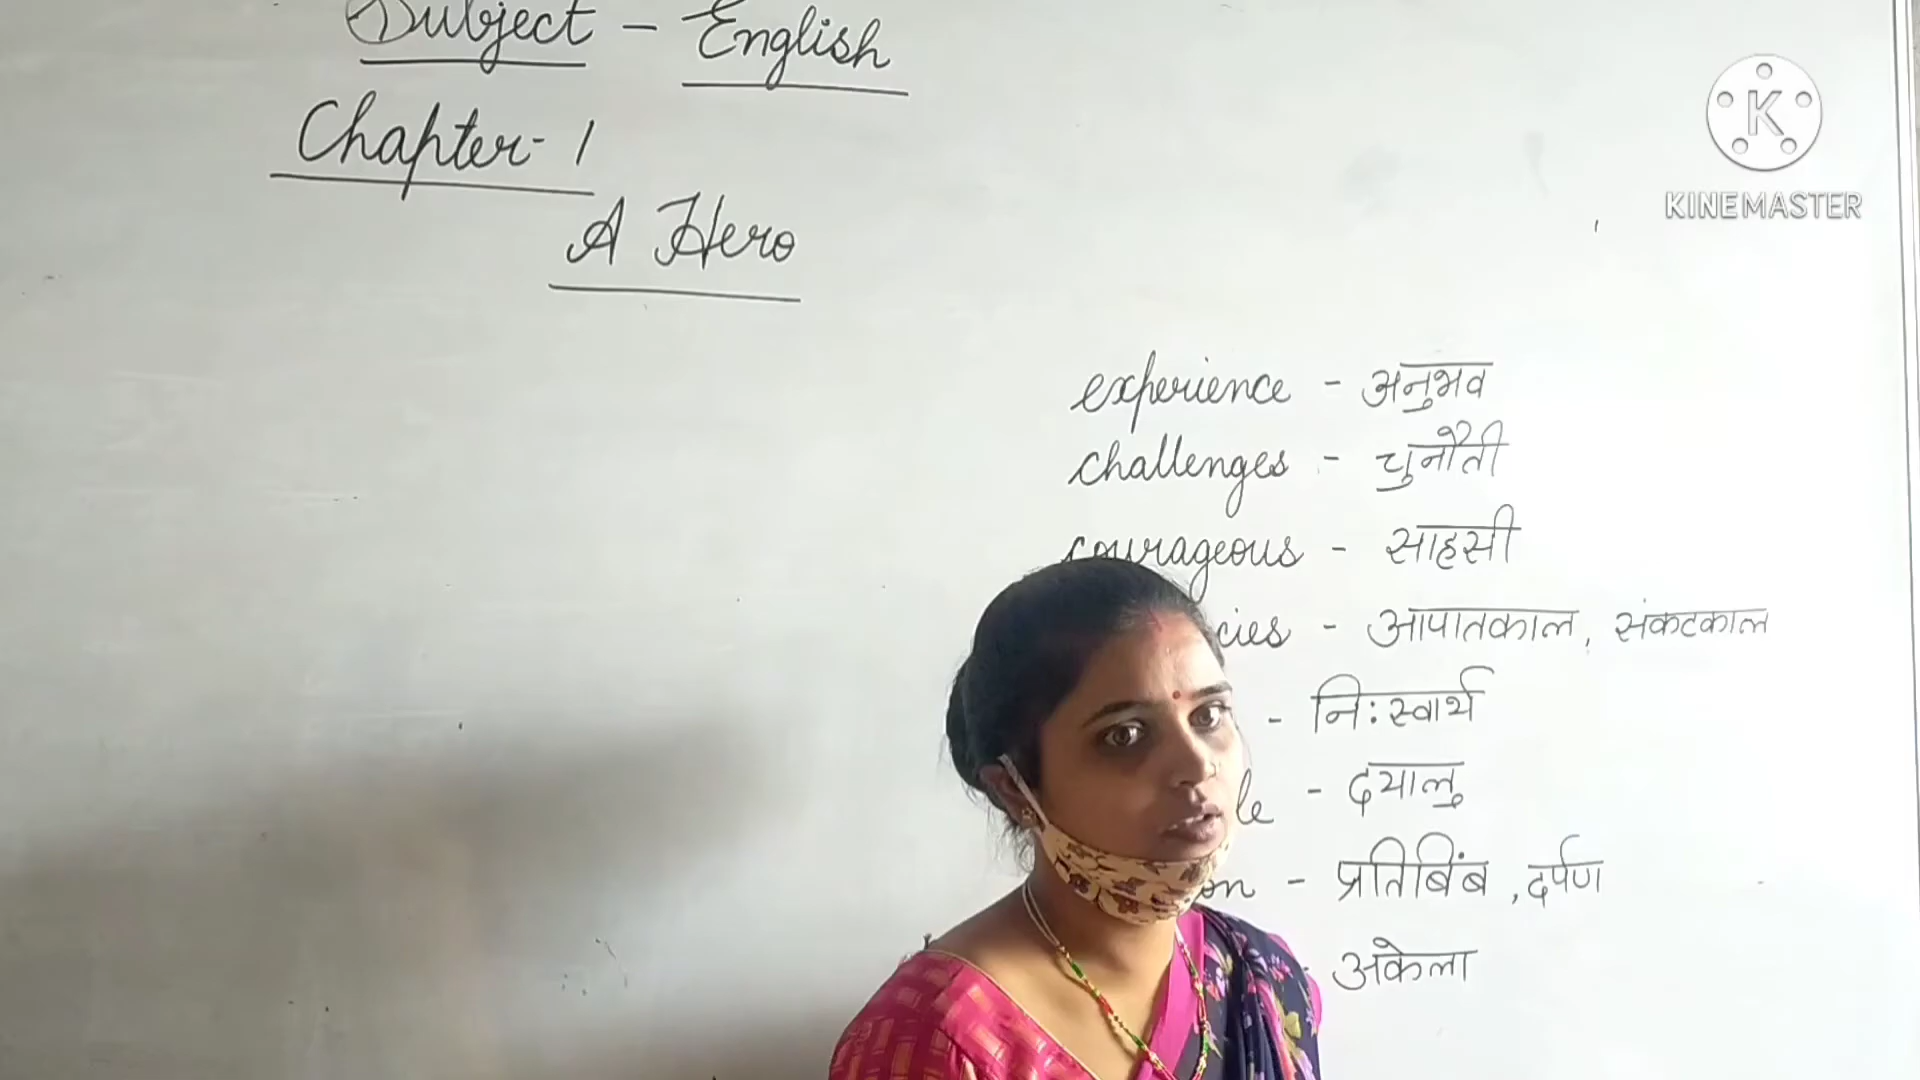 Subject - English
Chapter - 1
A Hero
KINEMASTER
experience - अनुभव
challenges - चुनौती
courageous - साहसी
cies - आपातकाल, संकटकाल
- निःस्वार्थ
le - दयालु
on - प्रतिबिंब, दर्पण
- अकेला